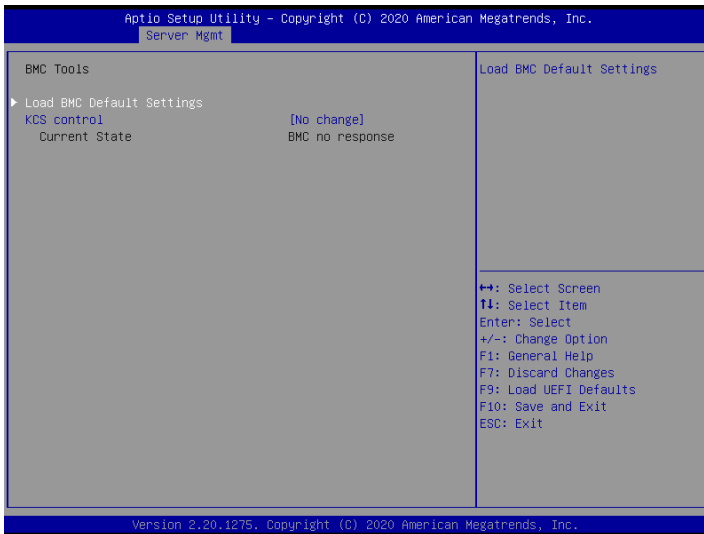 Aptio Setup Utility – Copyright (C) 2020 American Megatrends, Inc.
Server Mgmt
BMC Tools
Load BMC Default Settings
KCS control [No change]
Current State BMC no response
Load BMC Default Settings
↔: Select Screen
↑↓: Select Item
Enter: Select
+/-: Change Option
F1: General Help
F7: Discard Changes
F9: Load UEFI Defaults
F10: Save and Exit
ESC: Exit
Version 2.20.1275. Copyright (C) 2020 American Megatrends, Inc.